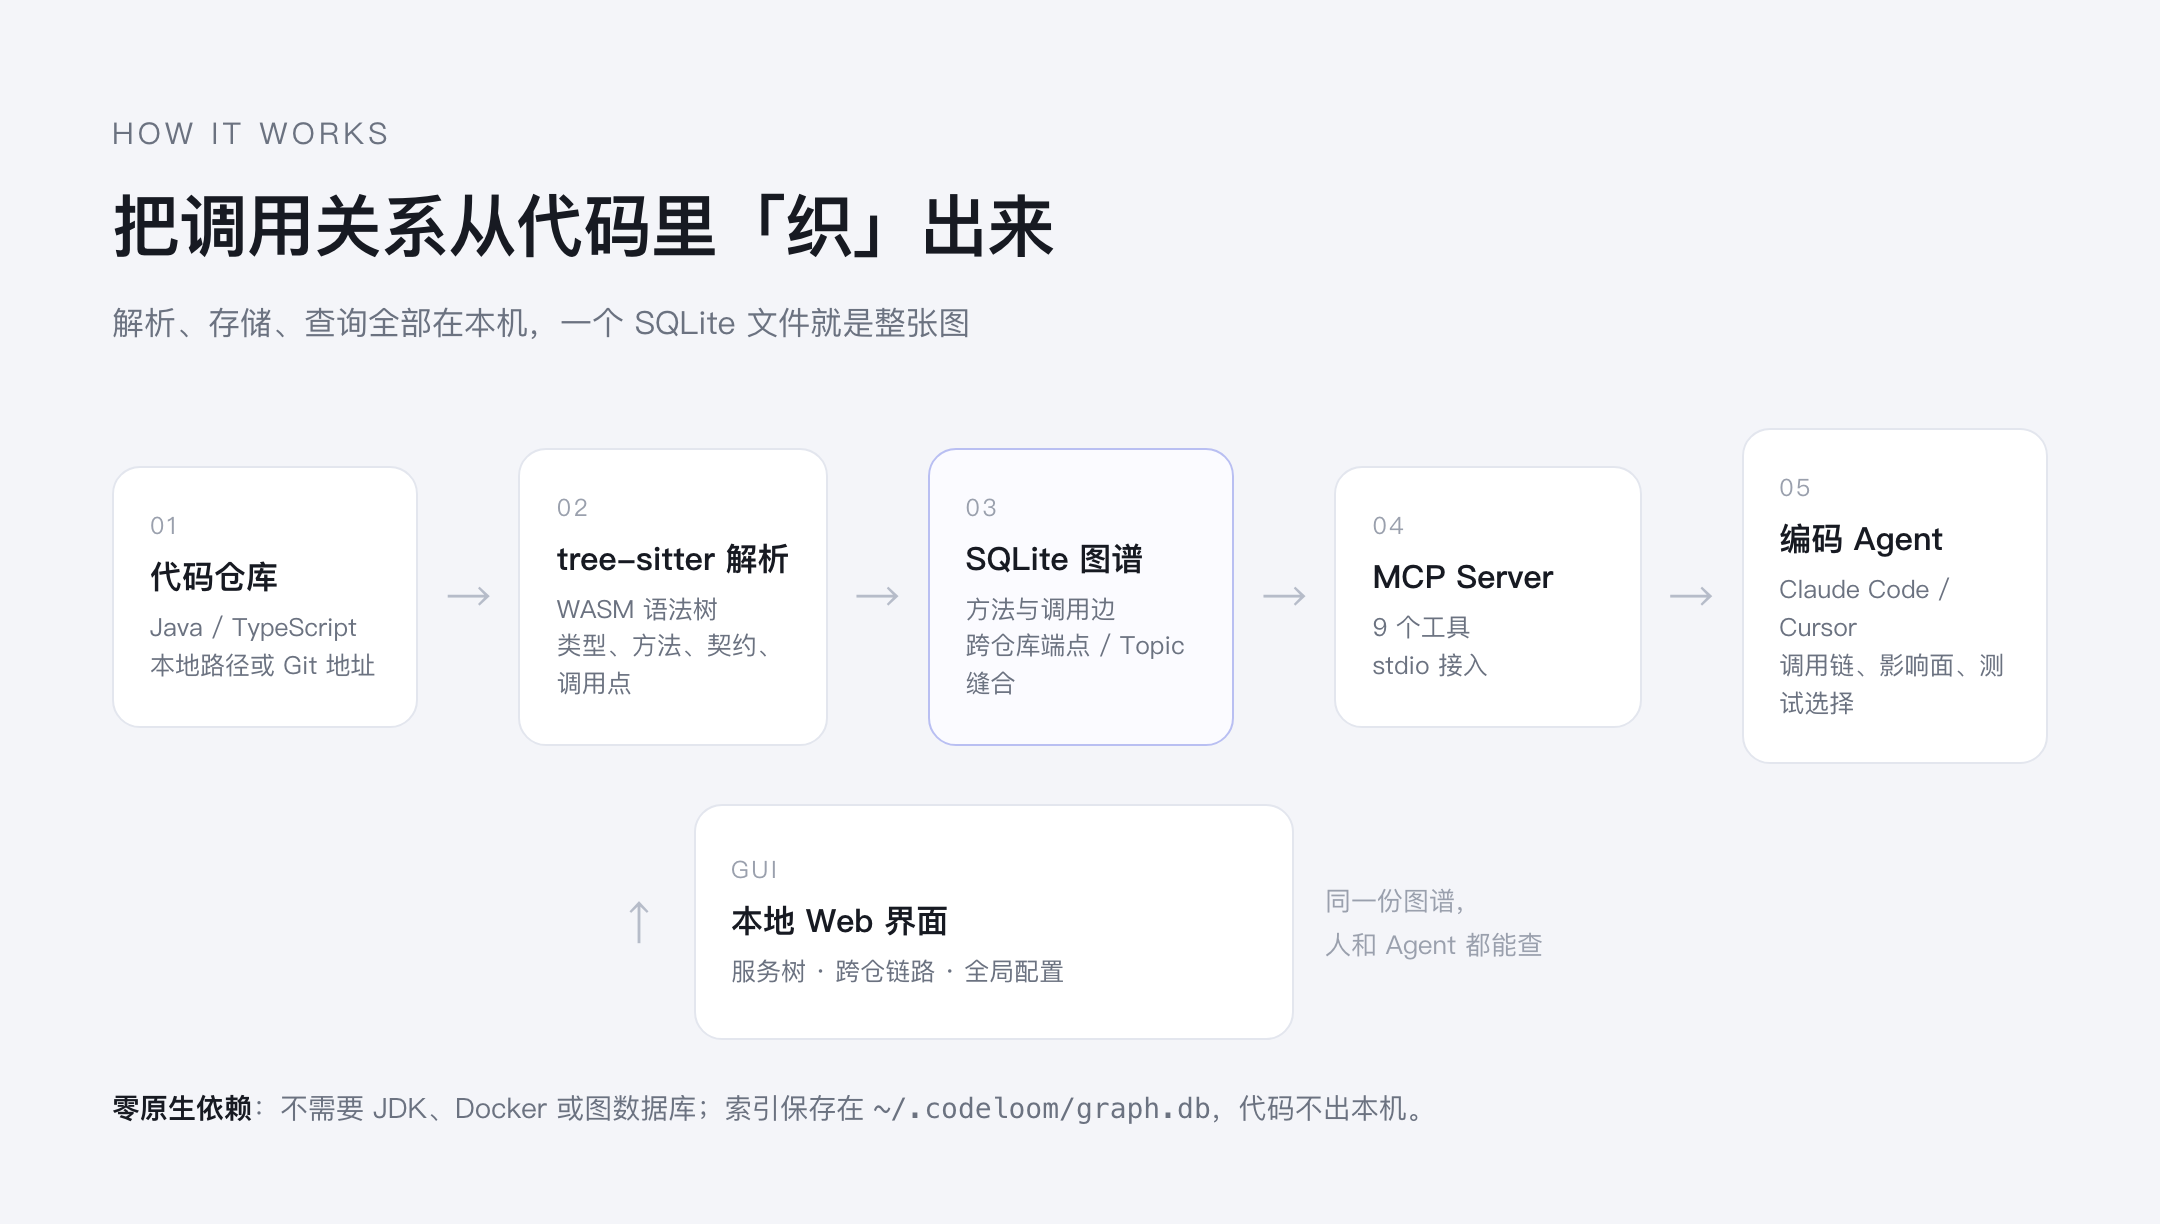 HOW IT WORKS
把调用关系从代码里「织」出来
解析、存储、查询全部在本机，一个 SQLite 文件就是整张图
01
代码仓库
Java / TypeScript
本地路径或 Git 地址
→
02
tree-sitter 解析
WASM 语法树
类型、方法、契约、
调用点
→
03
SQLite 图谱
方法与调用边
跨仓库端点 / Topic
缝合
→
04
MCP Server
9 个工具
stdio 接入
→
05
编码 Agent
Claude Code /
Cursor
调用链、影响面、测
试选择
↑
GUI
本地 Web 界面
服务树 · 跨仓链路 · 全局配置
同一份图谱，
人和 Agent 都能查
零原生依赖：不需要 JDK、Docker 或图数据库；索引保存在 ~/.codeloom/graph.db，代码不出本机。